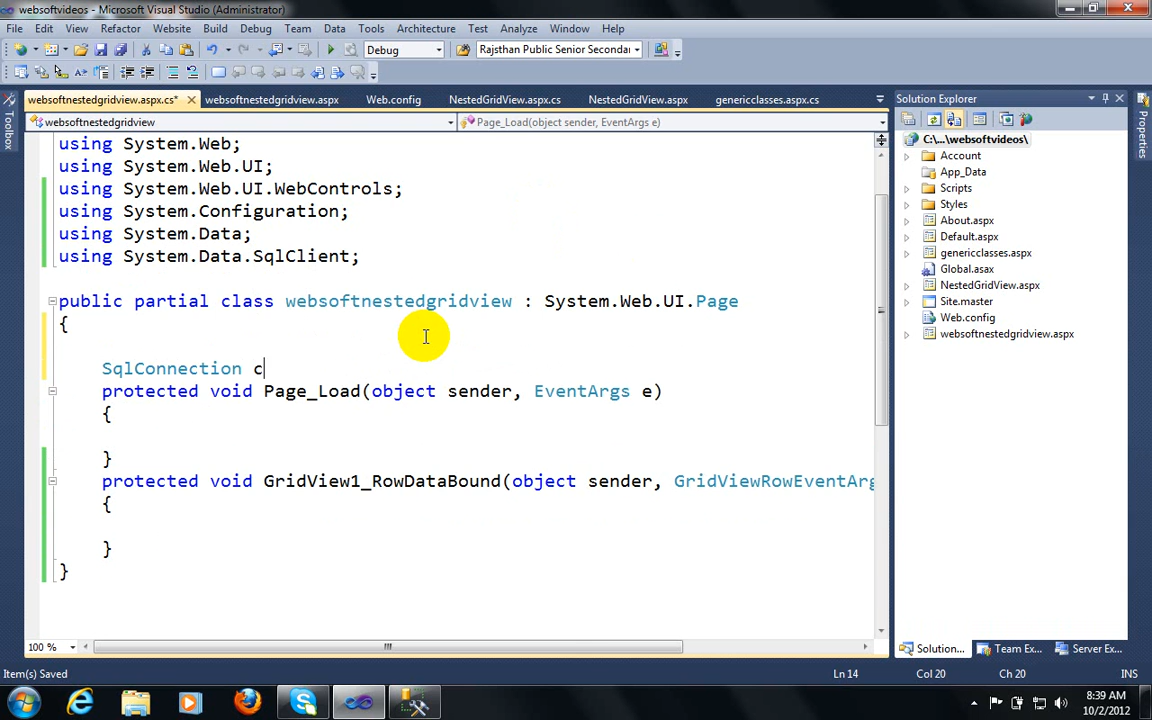 websoftvideos - Microsoft Visual Studio (Administrator)
File Edit View Refactor Website Build Debug Team Data Tools Architecture Test Analyze Window Help
Debug Rajasthan Public Senior Secondar
websoftnestedgridview.aspx.cs* websoftnestedgridview.aspx Web.config NestedGridView.aspx.cs NestedGridView.aspx genericclasses.aspx.cs
websoftnestedgridview Page_Load(object sender, EventArgs e)
Toolbox
using System.Web;
using System.Web.UI;
using System.Web.UI.WebControls;
using System.Configuration;
using System.Data;
using System.Data.SqlClient;
public partial class websoftnestedgridview : System.Web.UI.Page
{
SqlConnection c
protected void Page_Load(object sender, EventArgs e)
{
}
protected void GridView1_RowDataBound(object sender, GridViewRowEventArg
{
}
}
100 %
Solution Explorer
C:\...\websoftvideos\
Account
App_Data
Scripts
Styles
About.aspx
Default.aspx
genericclasses.aspx
Global.asax
NestedGridView.aspx
Site.master
Web.config
websoftnestedgridview.aspx
Solution... Team Ex... Server Ex...
Properties
Item(s) Saved Ln 14 Col 20 Ch 20 INS
8:39 AM
10/2/2012